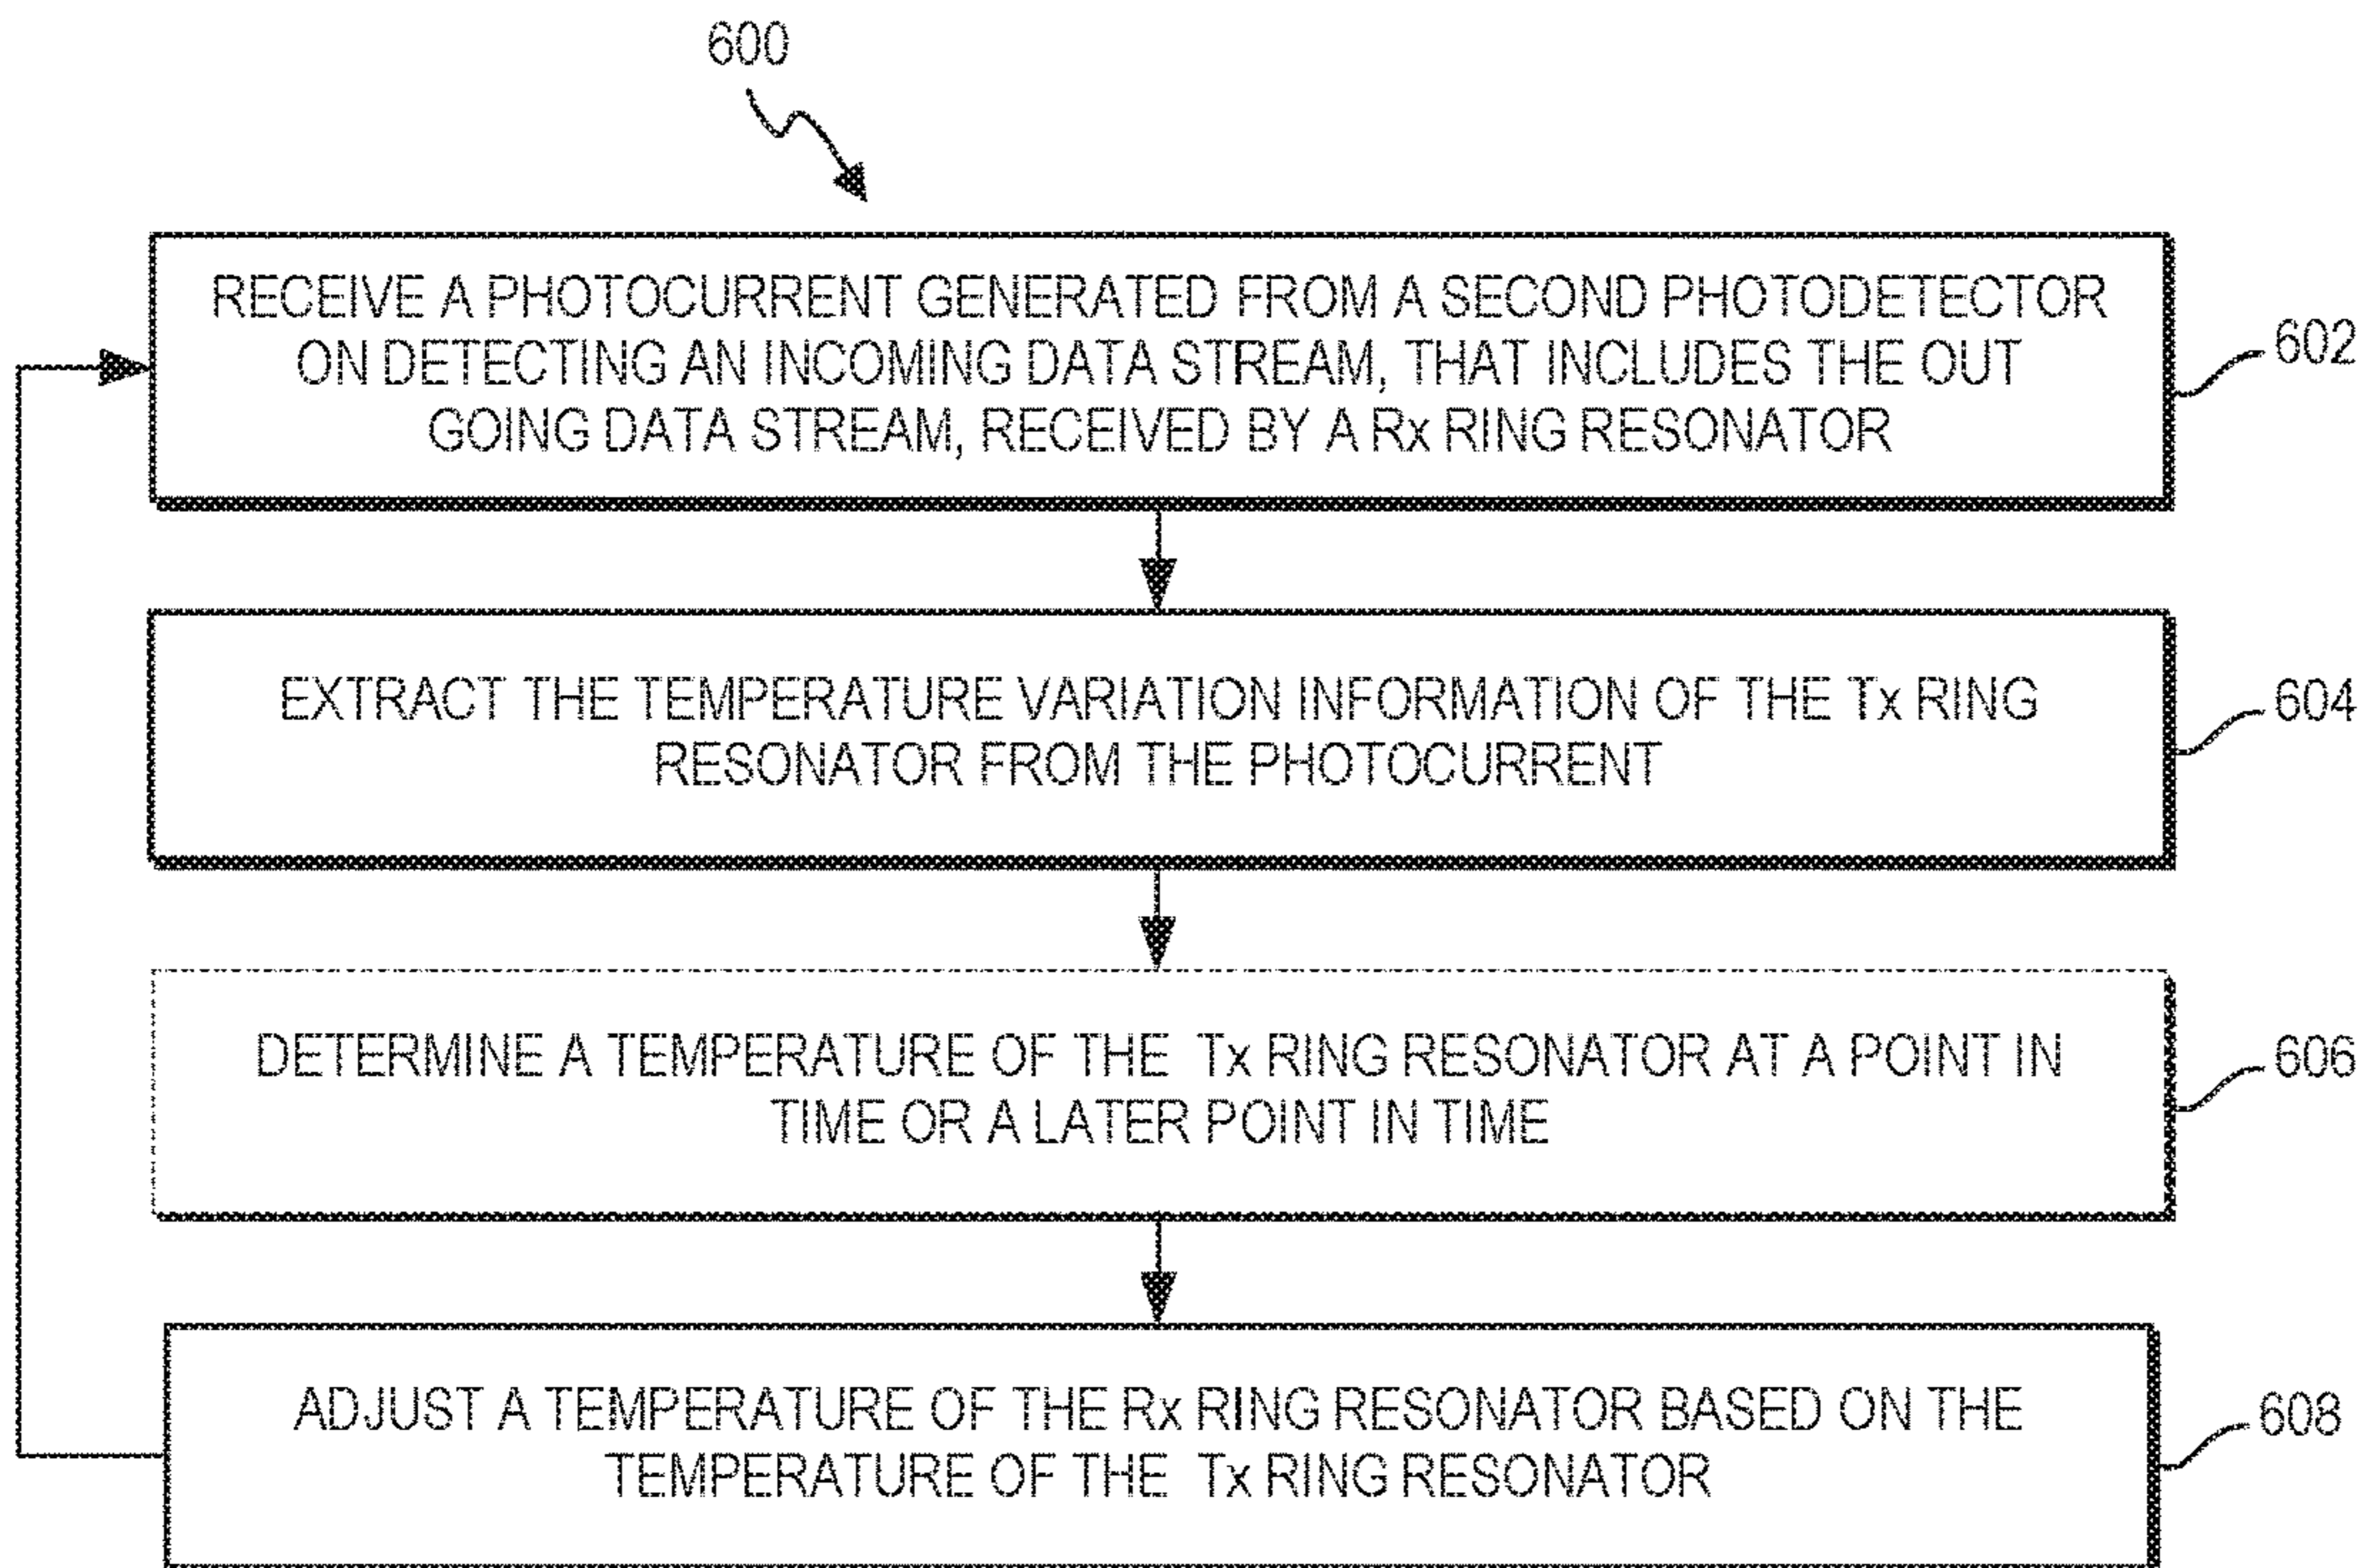 600
RECEIVE A PHOTOCURRENT GENERATED FROM A SECOND PHOTODETECTOR
ON DETECTING AN INCOMING DATA STREAM, THAT INCLUDES THE OUT
GOING DATA STREAM, RECEIVED BY A Rx RING RESONATOR
602
EXTRACT THE TEMPERATURE VARIATION INFORMATION OF THE Tx RING
RESONATOR FROM THE PHOTOCURRENT
604
DETERMINE A TEMPERATURE OF THE Tx RING RESONATOR AT A POINT IN
TIME OR A LATER POINT IN TIME
606
ADJUST A TEMPERATURE OF THE Rx RING RESONATOR BASED ON THE
TEMPERATURE OF THE Tx RING RESONATOR
608